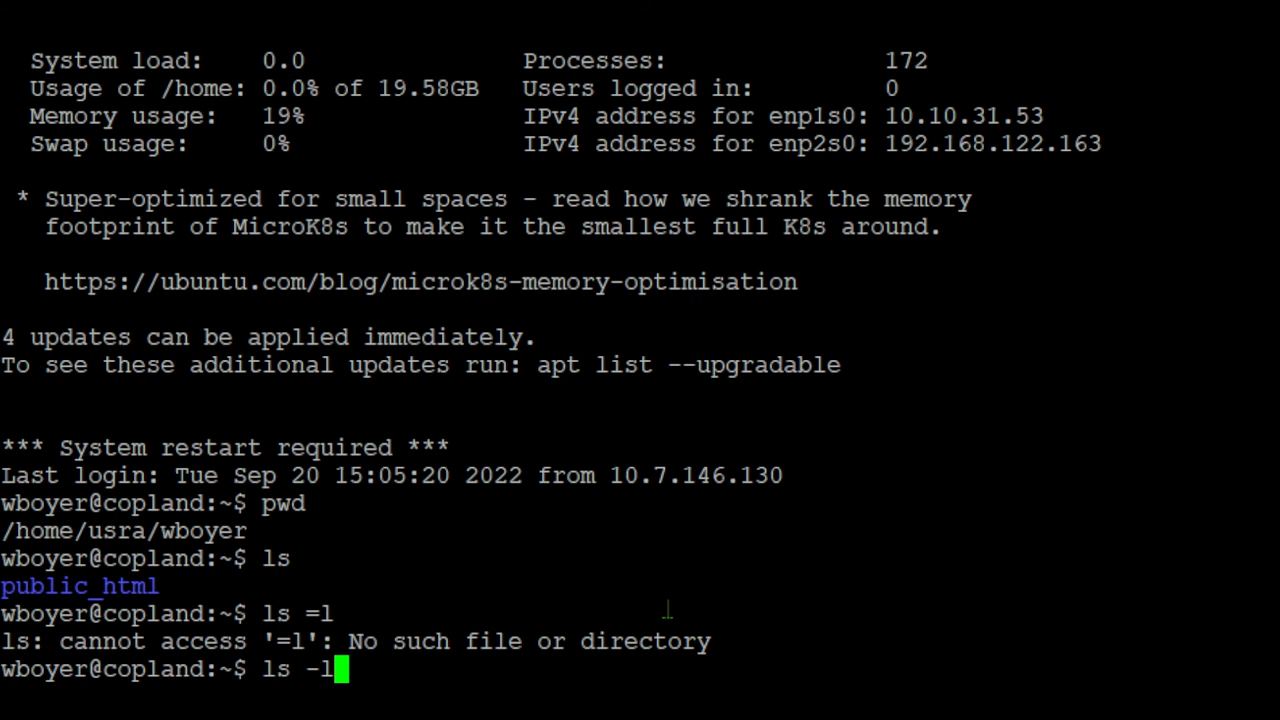 System load: 0.0 Processes: 172
Usage of /home: 0.0% of 19.58GB Users logged in: 0
Memory usage: 19% IPv4 address for enp1s0: 10.10.31.53
Swap usage: 0% IPv4 address for enp2s0: 192.168.122.163
* Super-optimized for small spaces - read how we shrank the memory
footprint of MicroK8s to make it the smallest full K8s around.
https://ubuntu.com/blog/microk8s-memory-optimisation
4 updates can be applied immediately.
To see these additional updates run: apt list --upgradable
*** System restart required ***
Last login: Tue Sep 20 15:05:20 2022 from 10.7.146.130
wboyer@copland:~$ pwd
/home/usra/wboyer
wboyer@copland:~$ ls
public_html
wboyer@copland:~$ ls =l
ls: cannot access '=l': No such file or directory
wboyer@copland:~$ ls -l